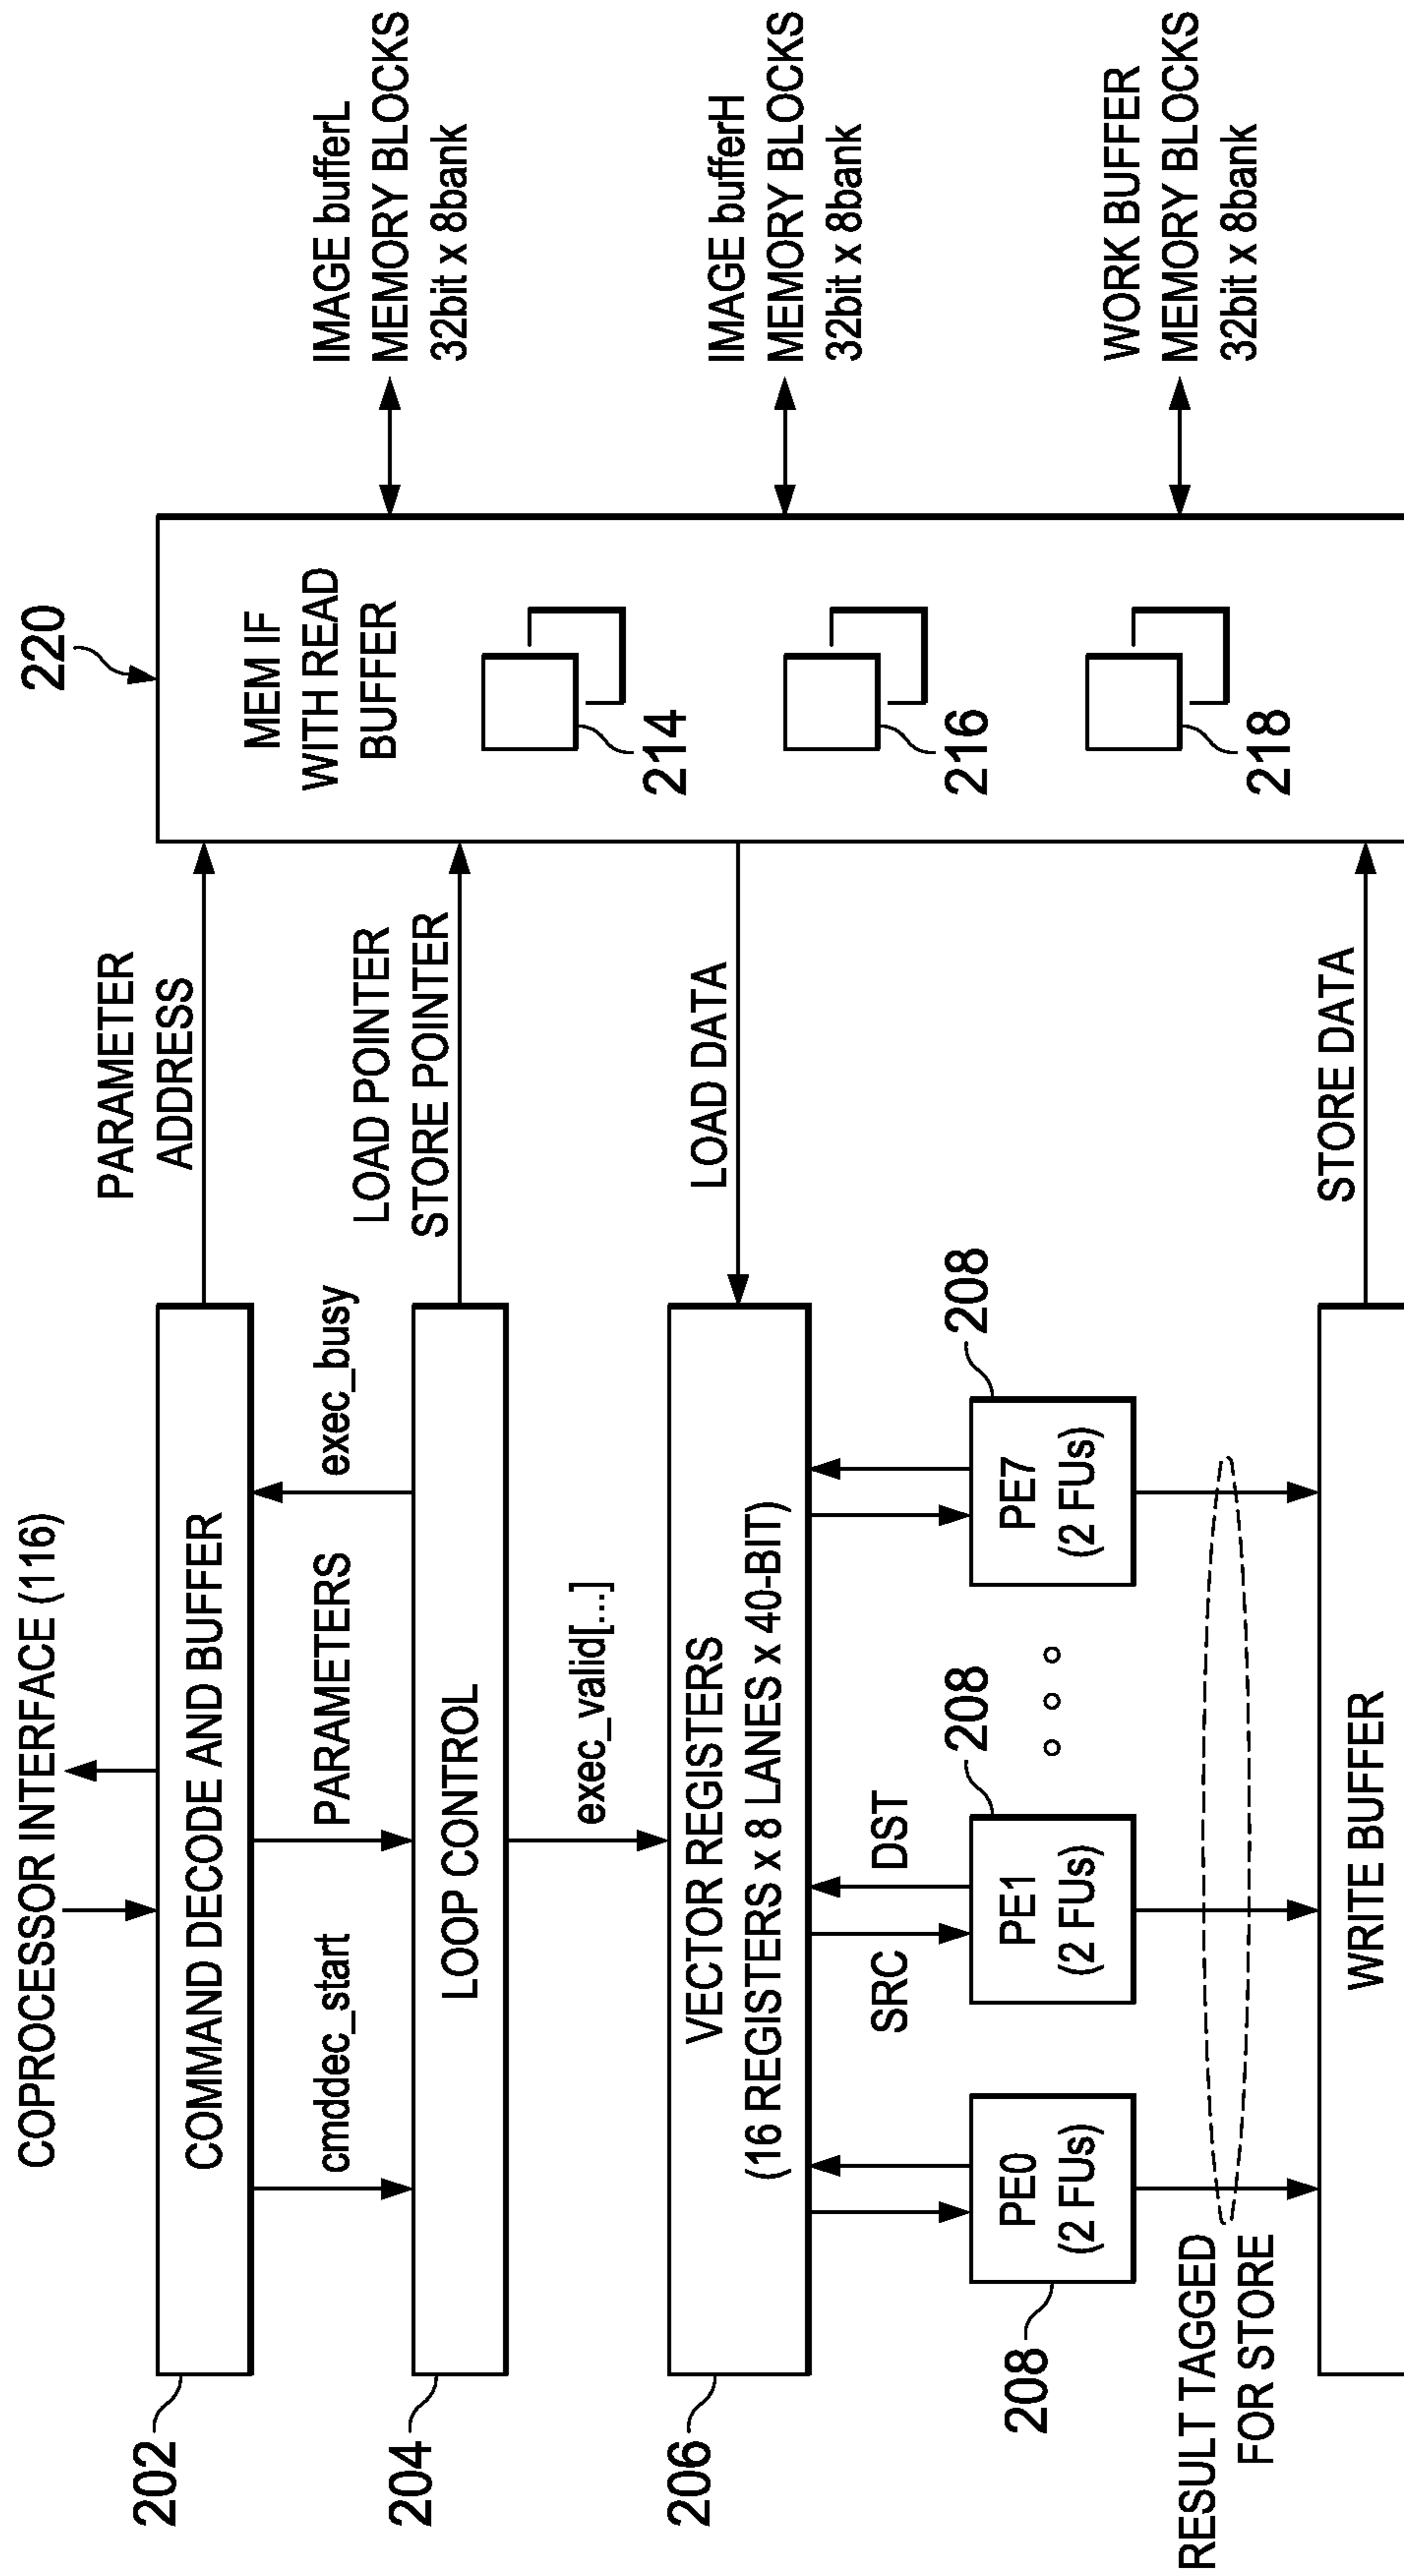 COPROCESSOR INTERFACE (116)
202
COMMAND DECODE AND BUFFER
cmddec_start
PARAMETERS
exec_busy
PARAMETER
ADDRESS
204
LOOP CONTROL
LOAD POINTER
STORE POINTER
exec_valid[...]
206
VECTOR REGISTERS
(16 REGISTERS x 8 LANES x 40-BIT)
LOAD DATA
SRC
DST
208
PE0
(2 FUs)
208
PE1
(2 FUs)
208
PE7
(2 FUs)
RESULT TAGGED
FOR STORE
WRITE BUFFER
STORE DATA
220
MEM IF
WITH READ
BUFFER
214
216
218
IMAGE bufferL
MEMORY BLOCKS
32bit x 8bank
IMAGE bufferH
MEMORY BLOCKS
32bit x 8bank
WORK BUFFER
MEMORY BLOCKS
32bit x 8bank